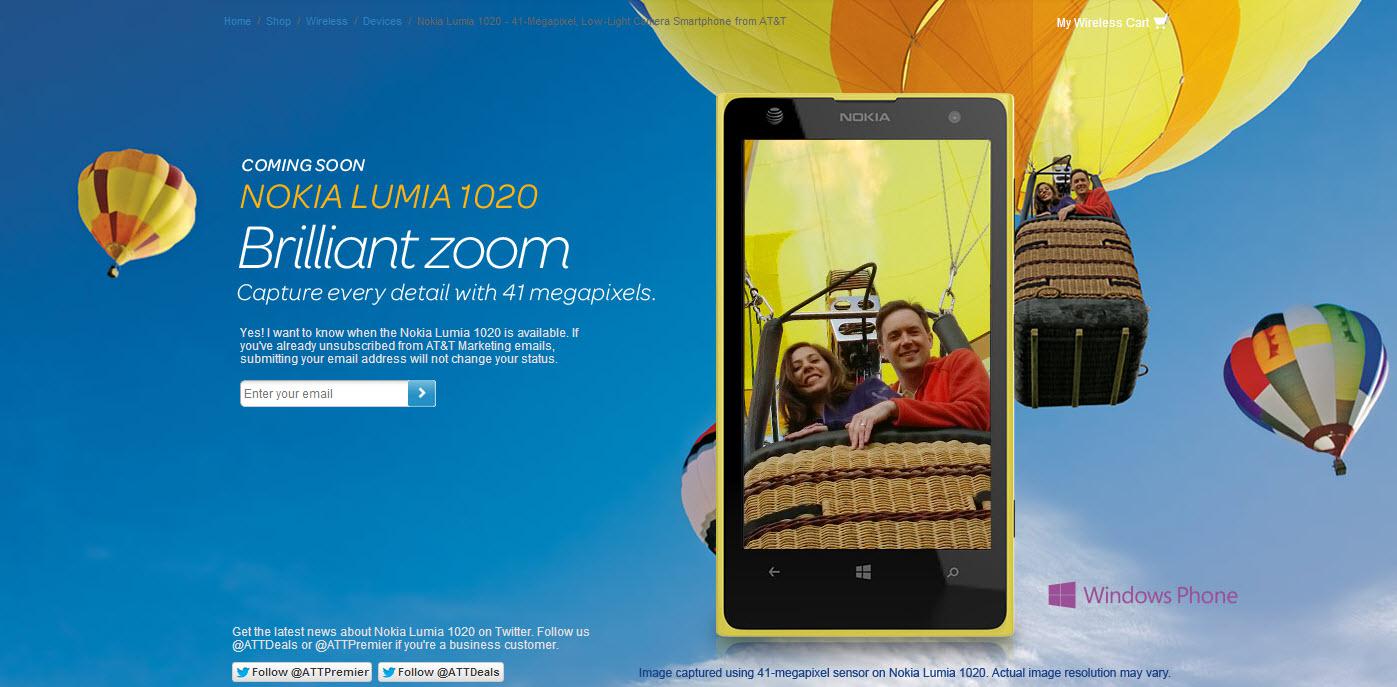 Home / Shop / Wireless / Devices / Nokia Lumia 1020 - 41-Megapixel, Low-Light Camera Smartphone from AT&T
My Wireless Cart
COMING SOON
NOKIA LUMIA 1020
Brilliant zoom
Capture every detail with 41 megapixels.
Yes! I want to know when the Nokia Lumia 1020 is available. If
you've already unsubscribed from AT&T Marketing emails,
submitting your email address will not change your status.
Enter your email
NOKIA
Windows Phone
Get the latest news about Nokia Lumia 1020 on Twitter. Follow us
@ATTDeals or @ATTPremier if you're a business customer.
Follow @ATTPremier
Follow @ATTDeals
Image captured using 41-megapixel sensor on Nokia Lumia 1020. Actual image resolution may vary.